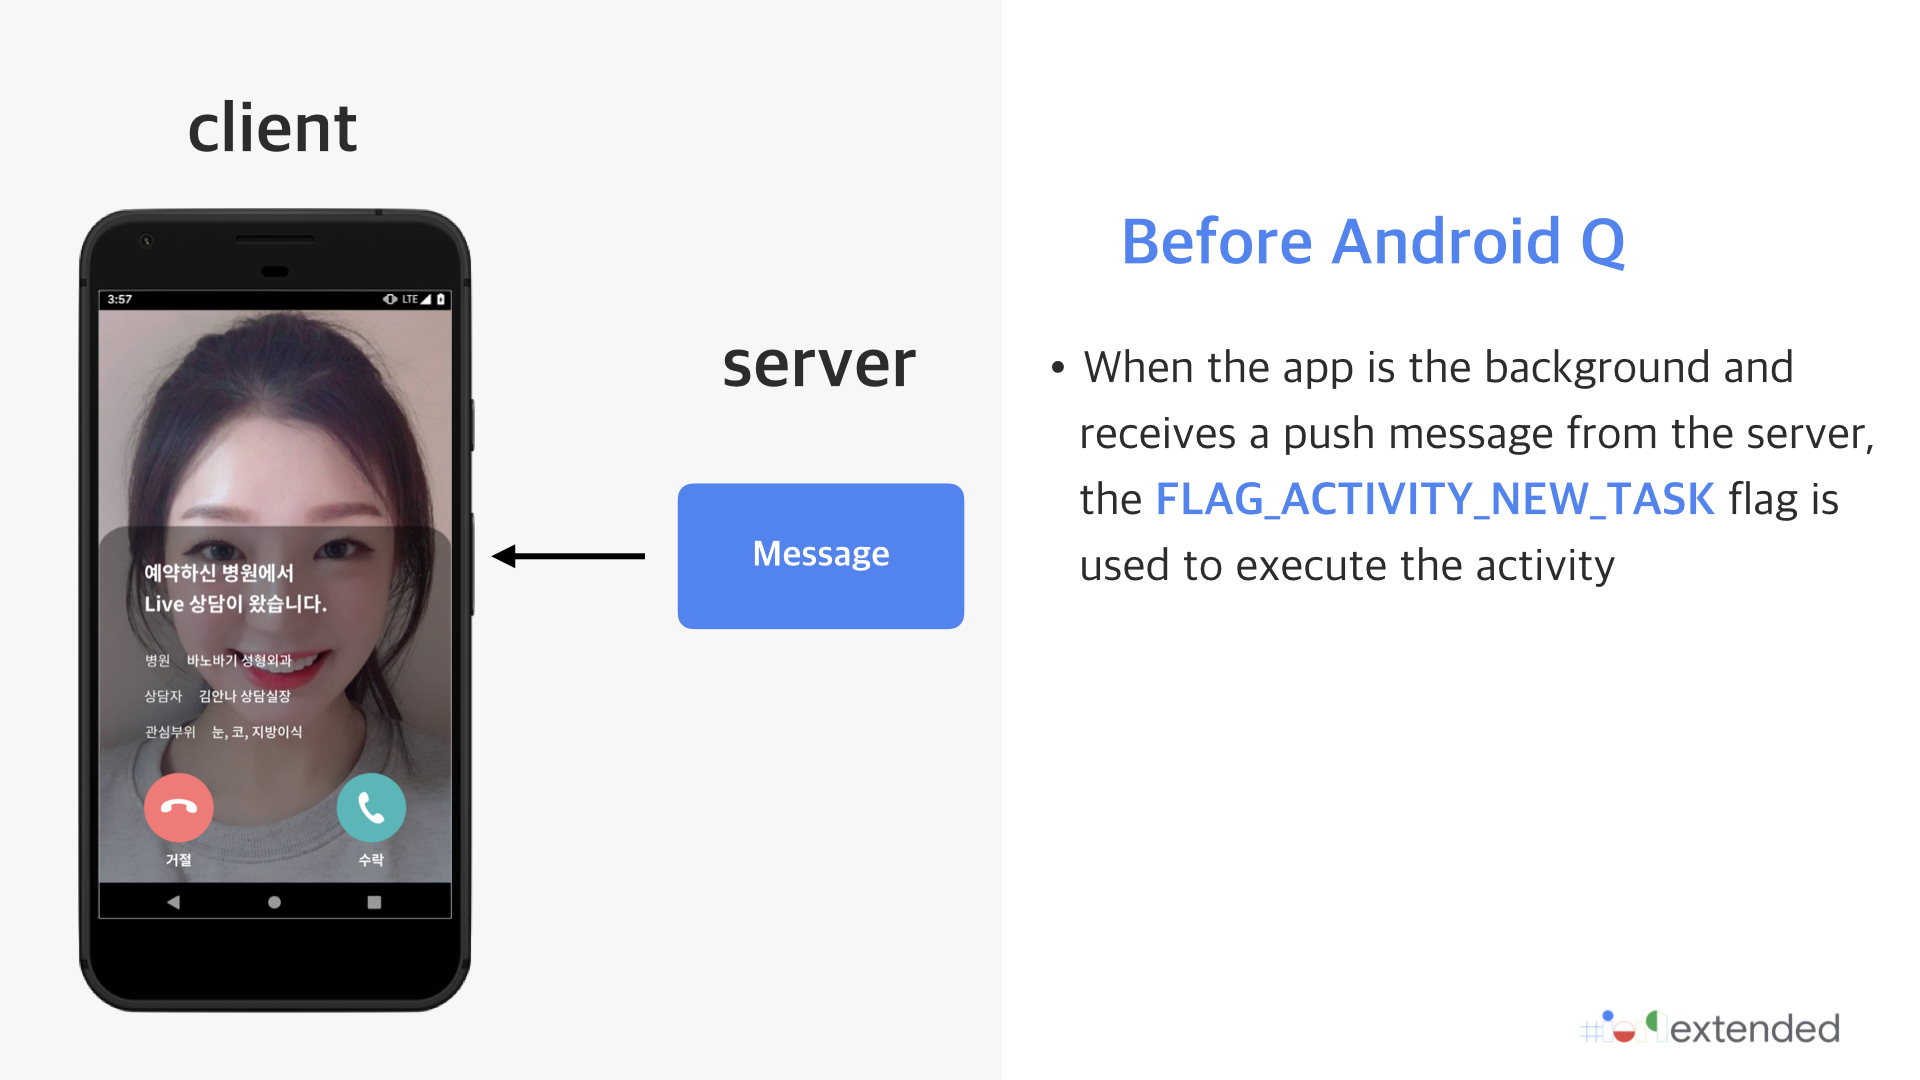 client
3:57
LTE
예약하신 병원에서
Live 상담이 왔습니다.
병원 바노바기 성형외과
상담자 김안나 상담실장
관심부위 눈, 코, 지방이식
거절
수락
server
Message
Before Android Q
• When the app is the background and
receives a push message from the server,
the FLAG_ACTIVITY_NEW_TASK flag is
used to execute the activity
#io19extended